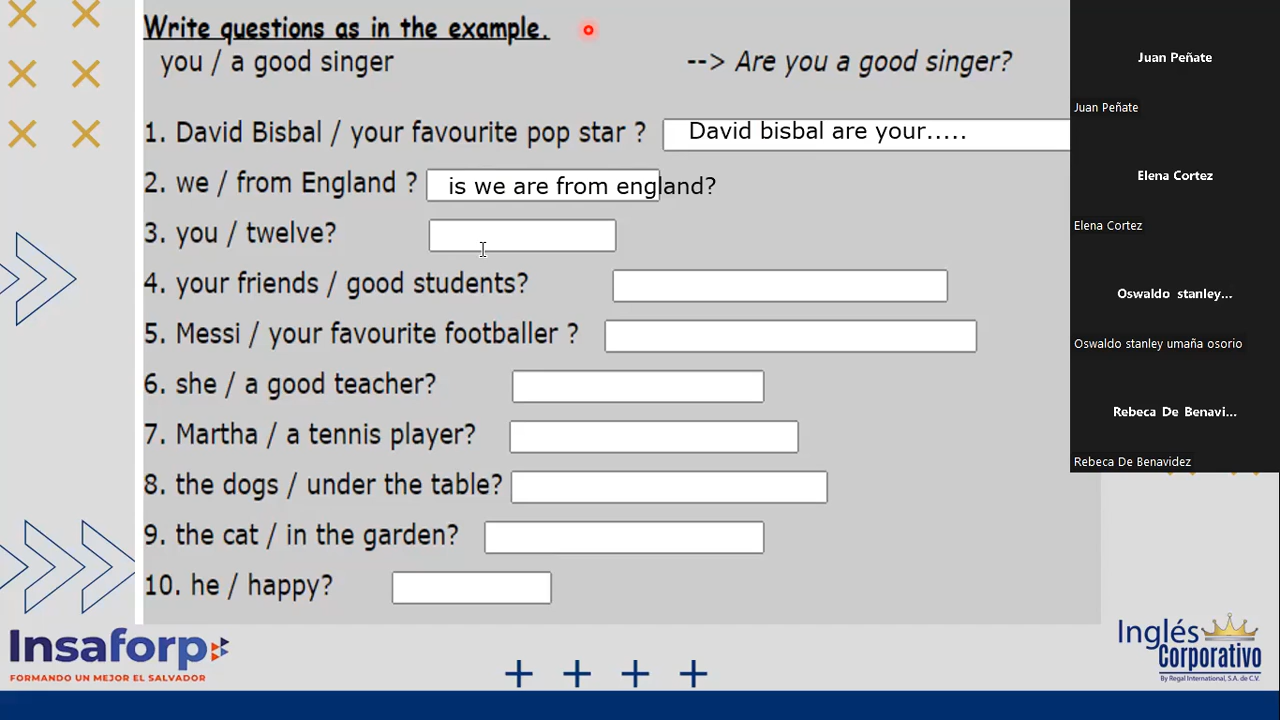 Write questions as in the example.
you / a good singer --> Are you a good singer?
1. David Bisbal / your favourite pop star ? David bisbal are your.....
2. we / from England ? is we are from england?
3. you / twelve?
4. your friends / good students?
5. Messi / your favourite footballer ?
6. she / a good teacher?
7. Martha / a tennis player?
8. the dogs / under the table?
9. the cat / in the garden?
10. he / happy?
Juan Peñate
Juan Peñate
Elena Cortez
Elena Cortez
Oswaldo stanley...
Oswaldo stanley umaña osorio
Rebeca De Benavi...
Rebeca De Benavidez
Insaforp
FORMANDO UN MEJOR EL SALVADOR
Inglés
Corporativo
By Regal International, S.A. de C.V.